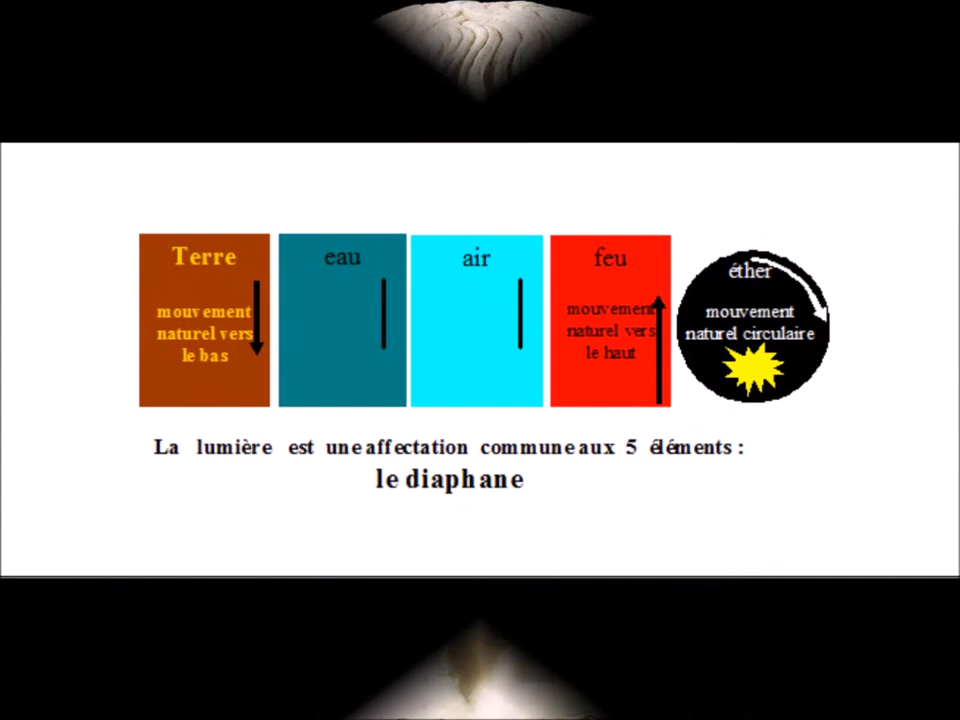 Terre
mouvement
naturel vers
le bas
eau
air
feu
mouvement
naturel vers
le haut
éther
mouvement
naturel circulaire
La lumière est une affectation commune aux 5 éléments :
le diaphane